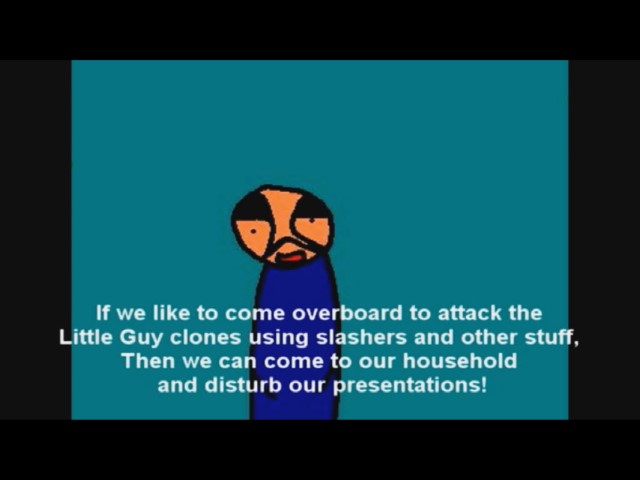 If we like to come overboard to attack the
Little Guy clones using slashers and other stuff,
Then we can come to our household
and disturb our presentations!